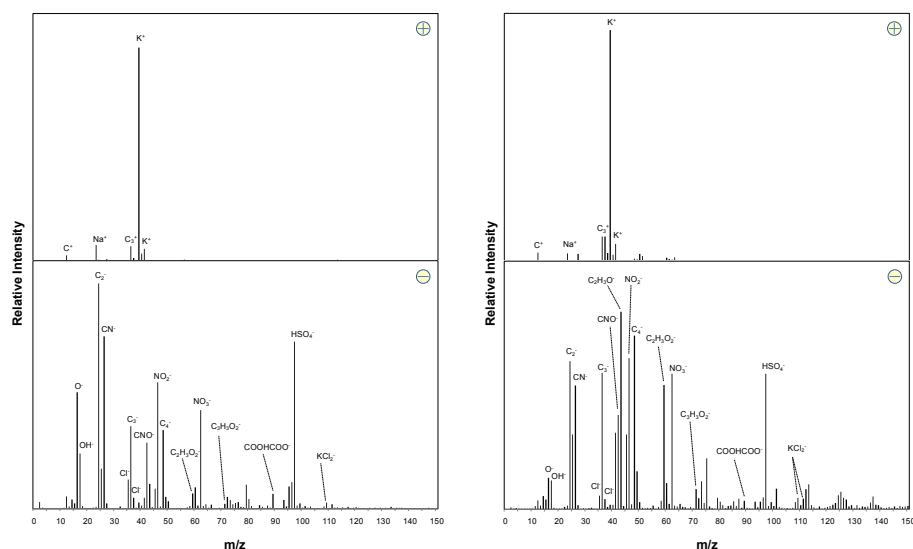 K⁺
C⁺
Na⁺
C₃⁺
K⁺
Relative Intensity
C₂⁻
CN⁻
HSO₄⁻
O⁻
OH⁻
NO₂⁻
NO₃⁻
C₃⁻
CNO⁻
C₄⁻
Cl⁻
Cl⁻
C₂H₃O₂⁻
C₃H₃O₂⁻
COOHCOO⁻
KCl₂⁻
0 10 20 30 40 50 60 70 80 90 100 110 120 130 140 150
m/z
K⁺
C⁺
Na⁺
C₃⁺
K⁺
Relative Intensity
C₂H₃O⁻
NO₂⁻
CNO⁻
C₄⁻
C₂H₃O₂⁻
C₂⁻
CN⁻
C₃⁻
NO₃⁻
HSO₄⁻
C₃H₃O₂⁻
O⁻
OH⁻
Cl⁻
Cl⁻
COOHCOO⁻
KCl₂⁻
0 10 20 30 40 50 60 70 80 90 100 110 120 130 140 150
m/z